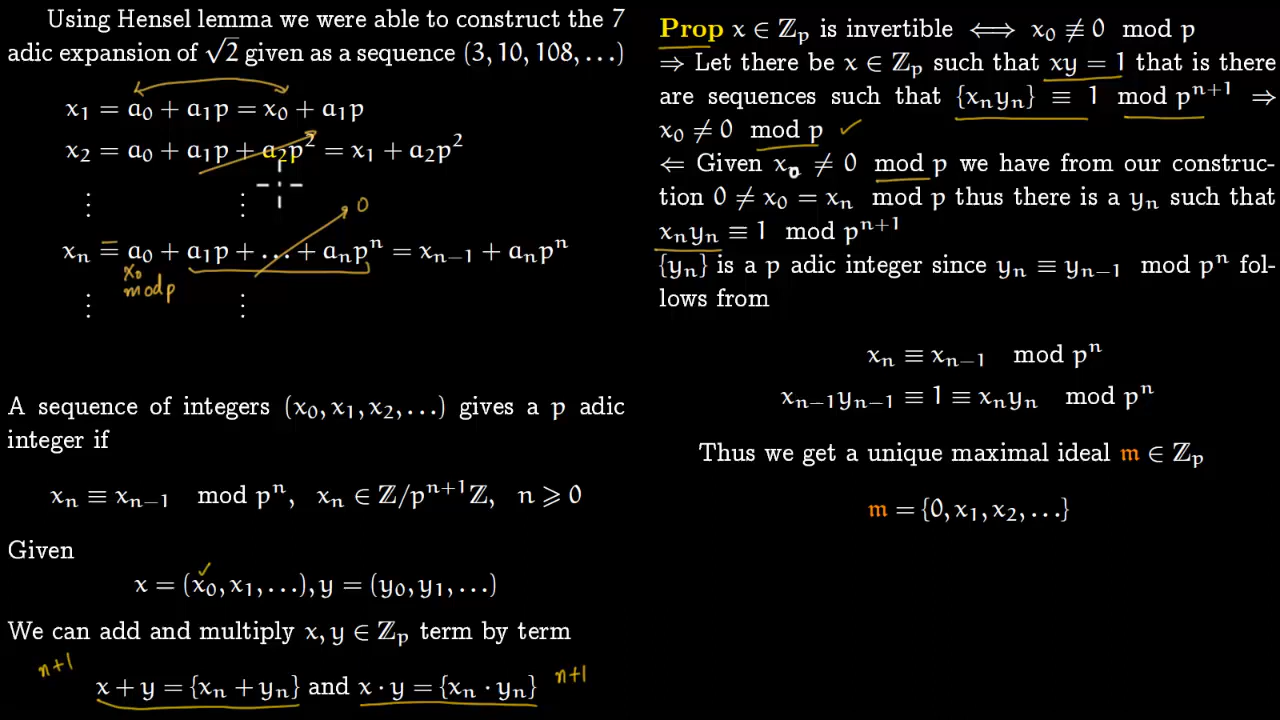 Using Hensel lemma we were able to construct the 7
adic expansion of √2 given as a sequence (3, 10, 108, …)
x₁ = a₀ + a₁p = x₀ + a₁p
x₂ = a₀ + a₁p + a₂p² = x₁ + a₂p²
⋮ ⋮
0
xₙ = a₀ + a₁p + … + aₙpⁿ = xₙ₋₁ + aₙpⁿ
x₀
mod p
⋮ ⋮
A sequence of integers (x₀, x₁, x₂, …) gives a p adic
integer if
xₙ ≡ xₙ₋₁ mod pⁿ, xₙ ∈ ℤ/pⁿ⁺¹ℤ, n ⩾ 0
Given
x = (x₀, x₁, …), y = (y₀, y₁, …)
We can add and multiply x, y ∈ ℤₚ term by term
n+1
x + y = {xₙ + yₙ} and x · y = {xₙ · yₙ}
n+1
Prop x ∈ ℤₚ is invertible ⟺ x₀ ≢ 0 mod p
⇒ Let there be x ∈ ℤₚ such that xy = 1 that is there
are sequences such that {xₙyₙ} ≡ 1 mod pⁿ⁺¹ ⇒
x₀ ≠ 0 mod p
⇐ Given x₀ ≠ 0 mod p we have from our construc-
tion 0 ≠ x₀ = xₙ mod p thus there is a yₙ such that
xₙyₙ ≡ 1 mod pⁿ⁺¹
{yₙ} is a p adic integer since yₙ ≡ yₙ₋₁ mod pⁿ fol-
lows from
xₙ ≡ xₙ₋₁ mod pⁿ
xₙ₋₁yₙ₋₁ ≡ 1 ≡ xₙyₙ mod pⁿ
Thus we get a unique maximal ideal 𝔪 ∈ ℤₚ
𝔪 = {0, x₁, x₂, …}